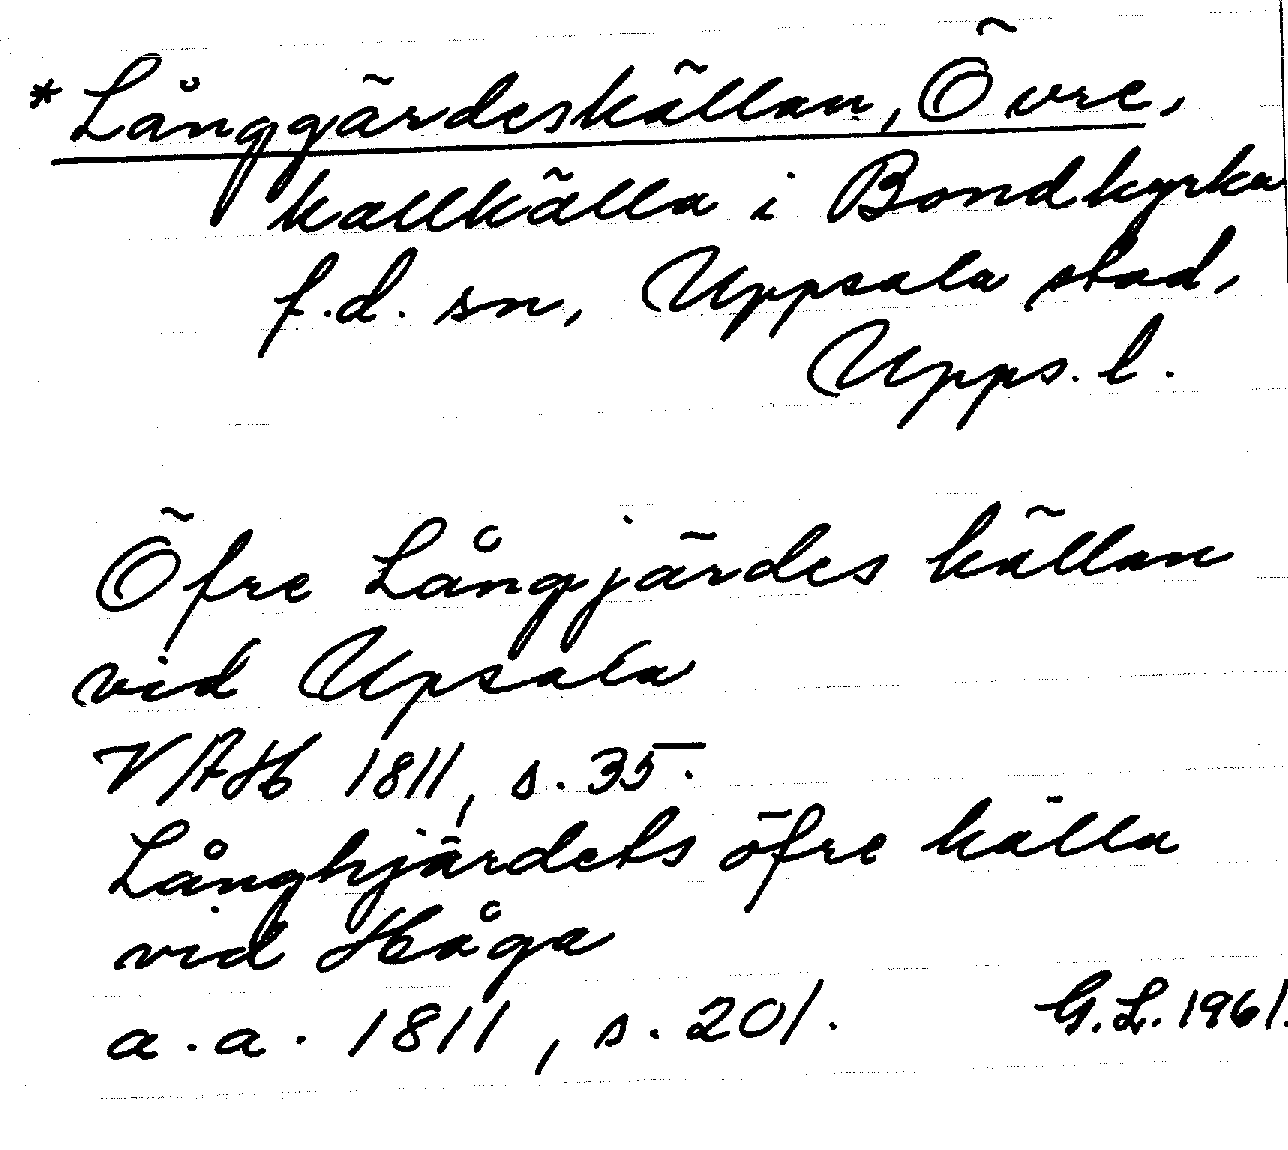 * Långgärdeskällan, Övre,
kallkälla i Bondkyrka
f.d. sn, Uppsala stad,
Upps. l.
Öfre Långjärdes källan
vid Upsala
VAH 1811, s. 35.
Långhjärdets öfre källa
vid Håga
a.a. 1811, s. 201.
G.L. 1961.